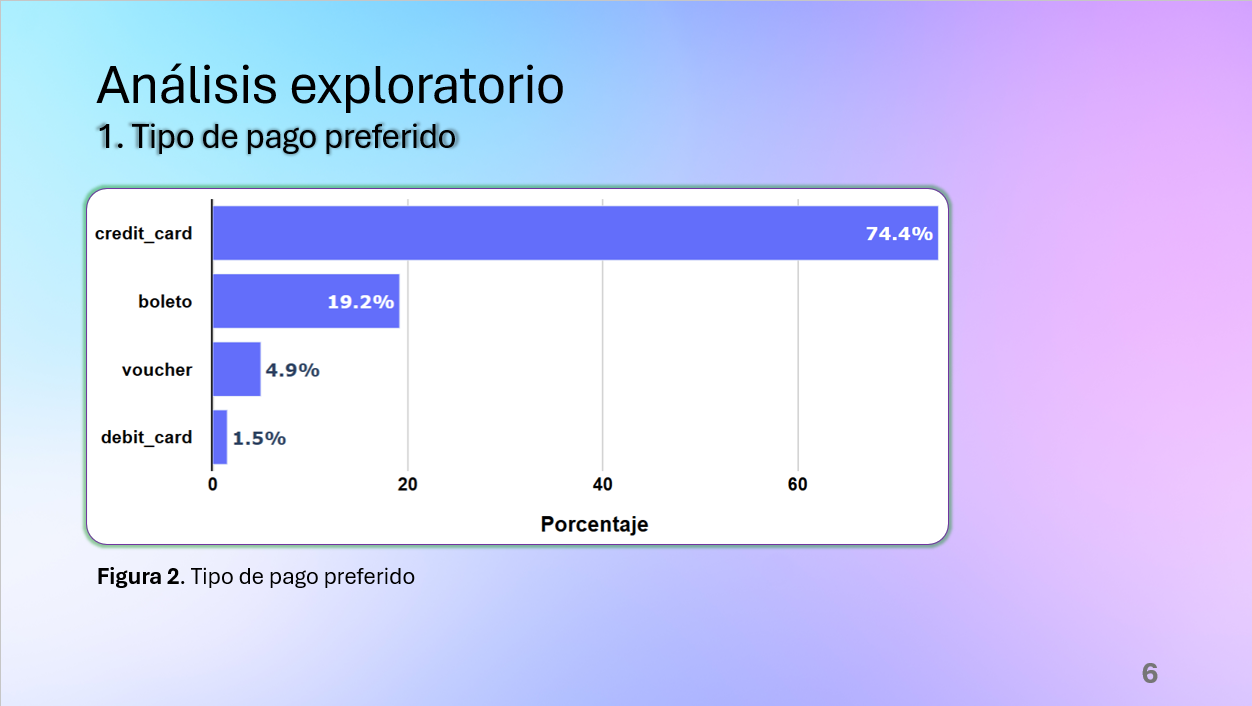 Análisis exploratorio
1. Tipo de pago preferido
credit_card
74.4%
boleto
19.2%
voucher
4.9%
debit_card
1.5%
0 20 40 60
Porcentaje
Figura 2. Tipo de pago preferido
6